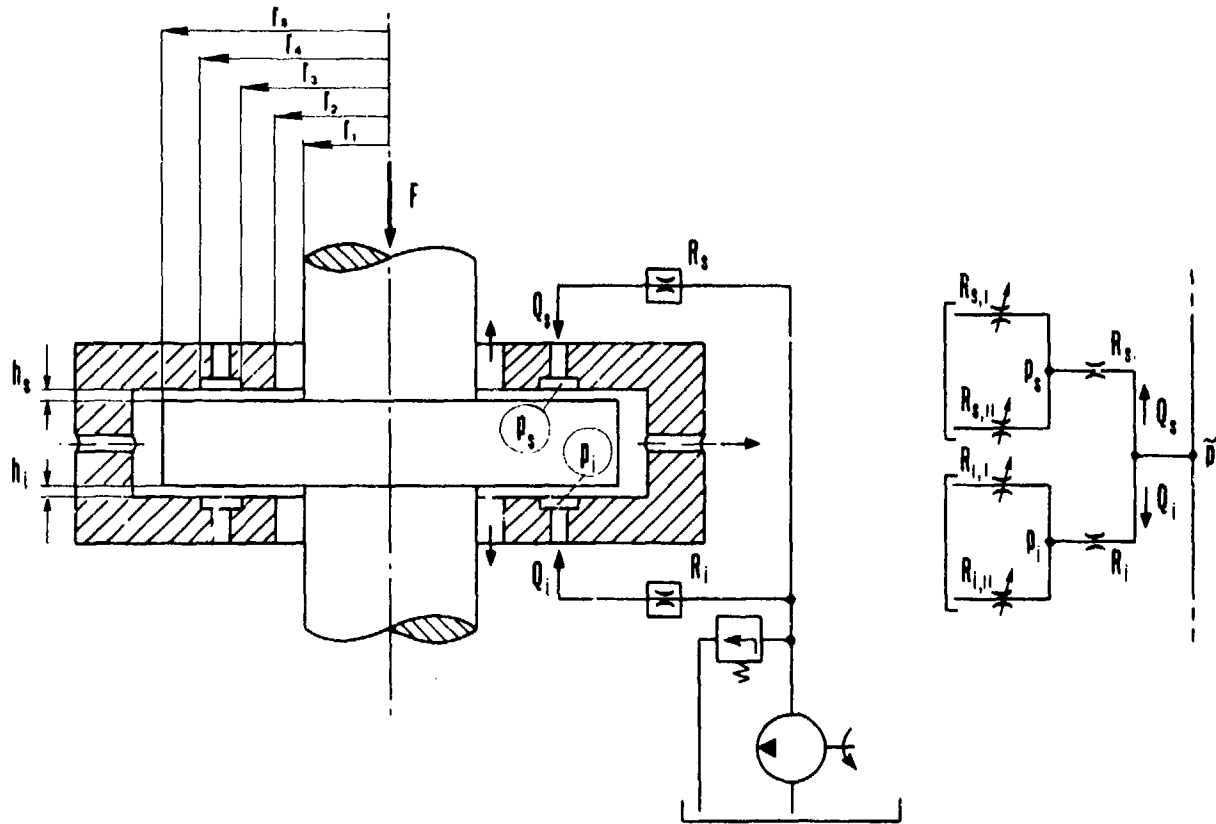 r₅
r₄
r₃
r₂
r₁
F
Rₛ
Qₛ
hₛ
pₛ
pᵢ
hᵢ
Qᵢ
Rᵢ
Rₛ,ᵢ
pₛ
Rₛ
Rₛ,ᵢᵢ
Qₛ
p̃
Rᵢ,ᵢ
Qᵢ
pᵢ
Rᵢ
Rᵢ,ᵢᵢ